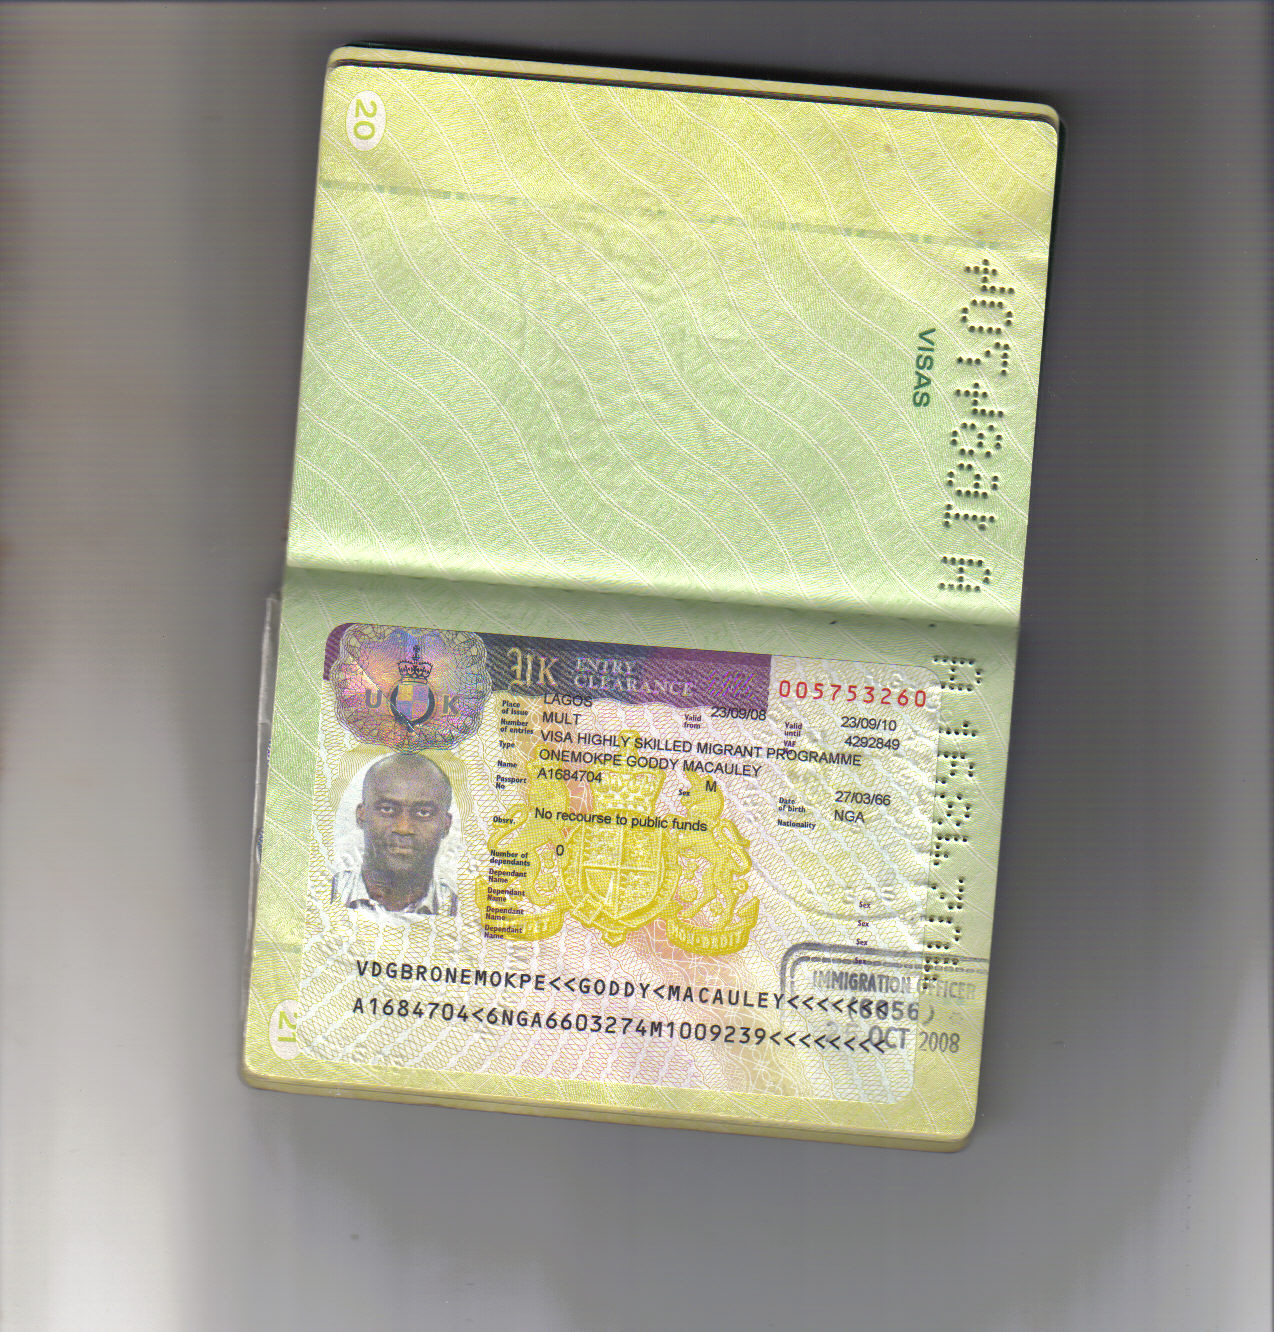 20
VISAS
A1684704
UK ENTRY CLEARANCE
005753260
U K
Place of Issue LAGOS Valid from 23/09/08 Valid until 23/09/10
Number of entries MULT VAF No 4292849
Type VISA HIGHLY SKILLED MIGRANT PROGRAMME
Name ONEMOKPE GODDY MACAULEY
Passport No A1684704 Sex M Date of birth 27/03/66
Nationality NGA
Observ. No recourse to public funds
Number of dependants 0
Dependant Name Sex
Dependant Name Sex
Dependant Name Sex
Dependant Name Sex
MON DROIT
VDGBRONEMOKPE<<GODDY<MACAULEY<<<<<<<
A1684704<6NGA6603274M1009239<<<<<<<<
IMMIGRATION OFFICER
OCT 2008
21